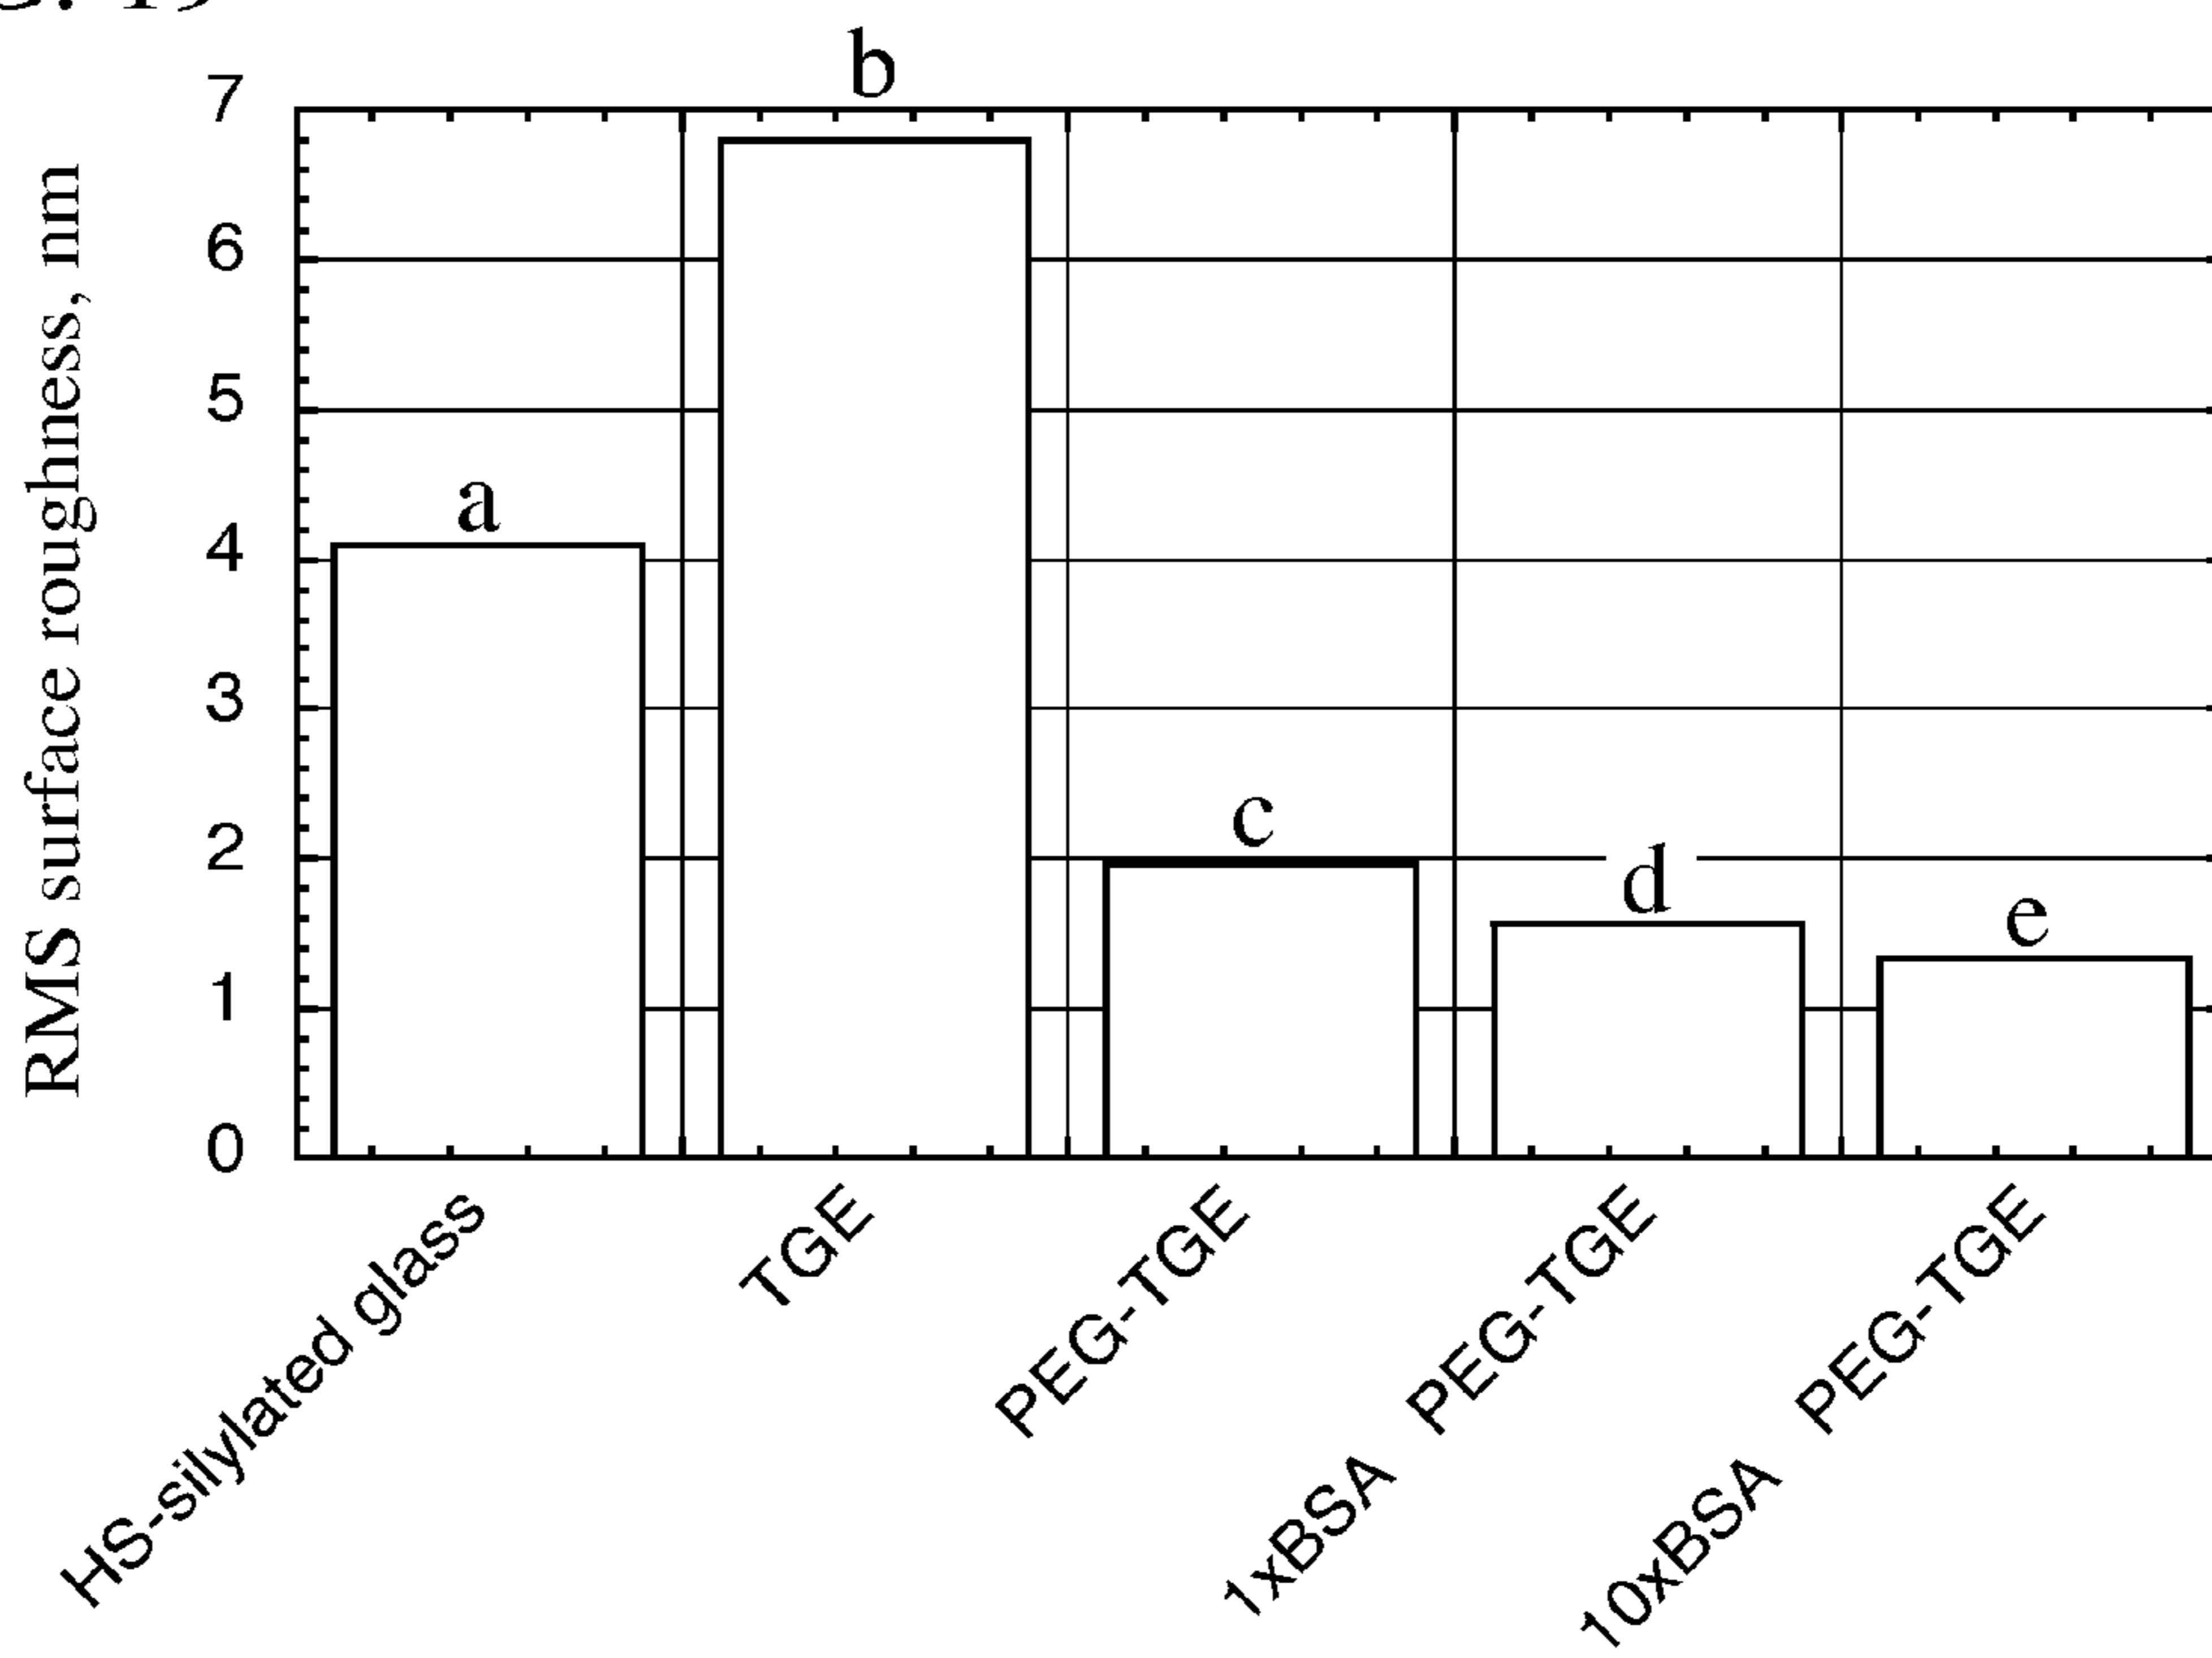 b
7
6
5
a
4
3
c
2
d
e
1
0
RMS surface roughness, nm
HS-silylated glass
TGE
PEG-TGE
1xBSA PEG-TGE
10xBSA PEG-TGE